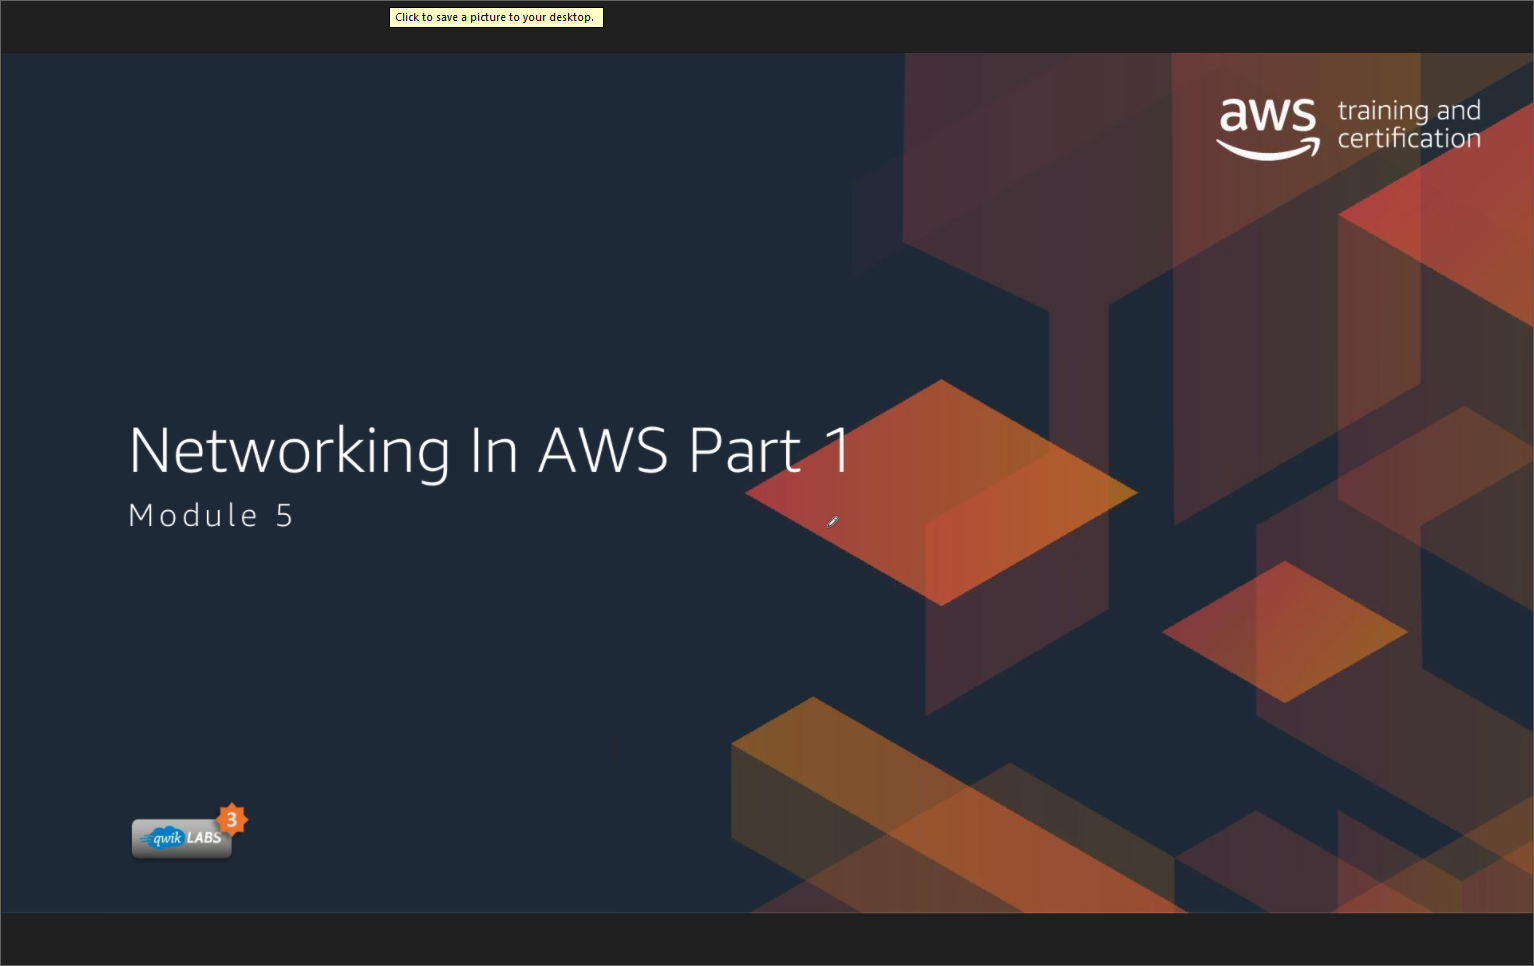 Click to save a picture to your desktop.
aws training and
certification
Networking In AWS Part 1
Module 5
3
qwik LABS